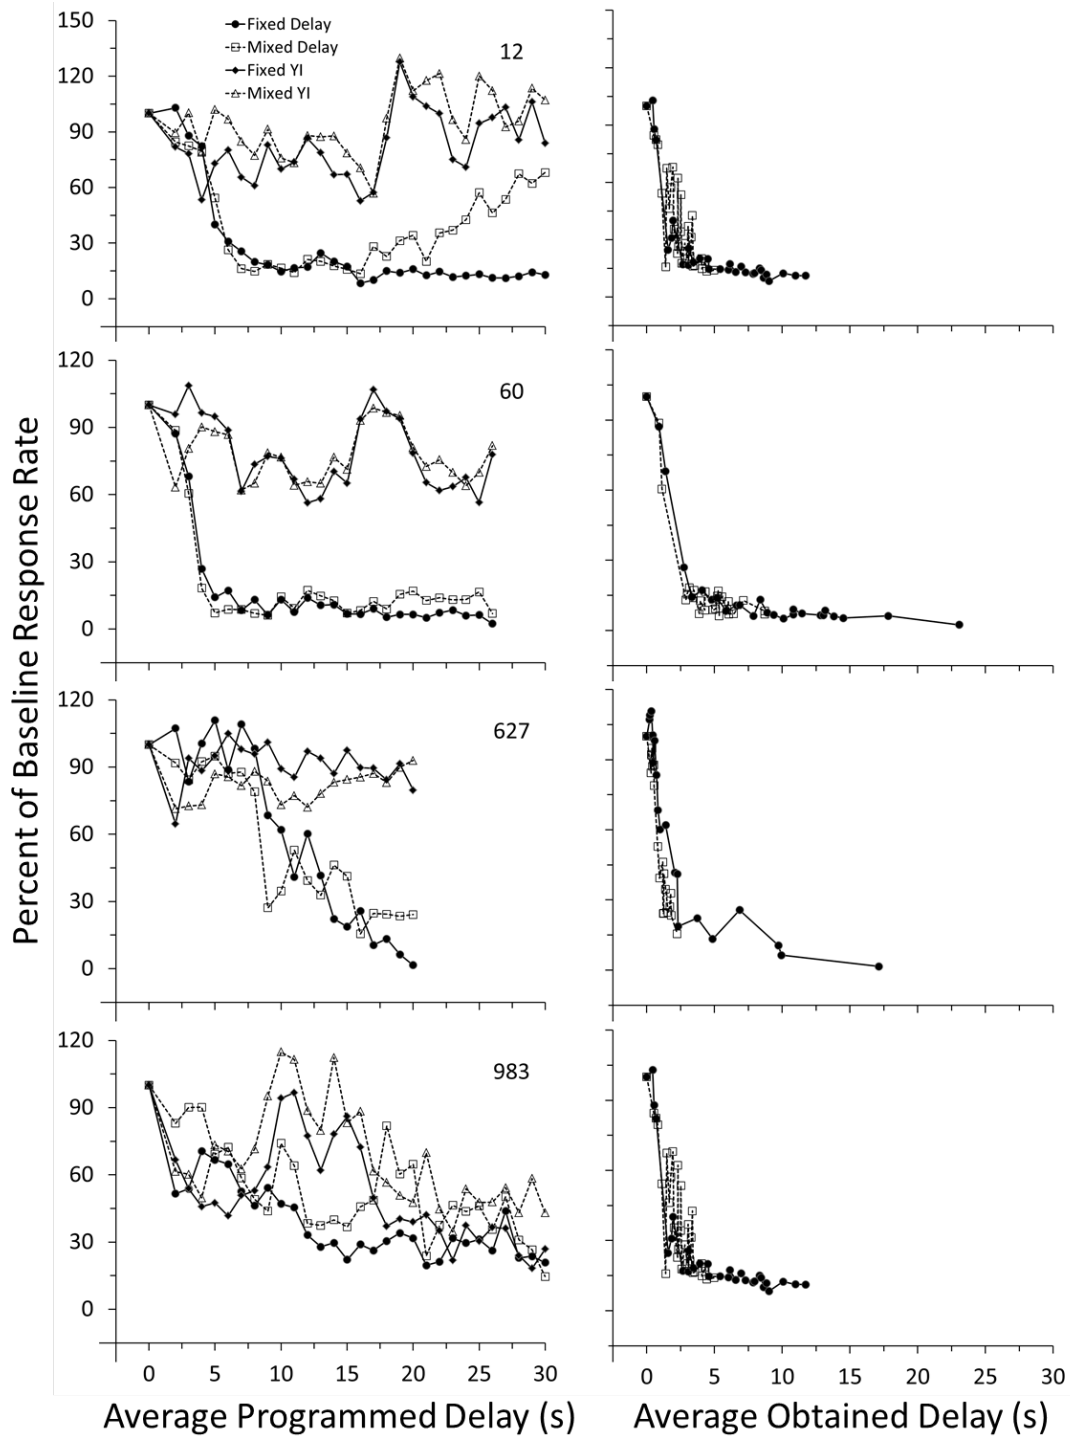 Fixed Delay
Mixed Delay
Fixed YI
Mixed YI
150
120
90
60
30
0
12
120
90
60
30
0
60
120
90
60
30
0
627
120
90
60
30
0
983
0 5 10 15 20 25 30
0 5 10 15 20 25 30
Percent of Baseline Response Rate
Average Programmed Delay (s)
Average Obtained Delay (s)